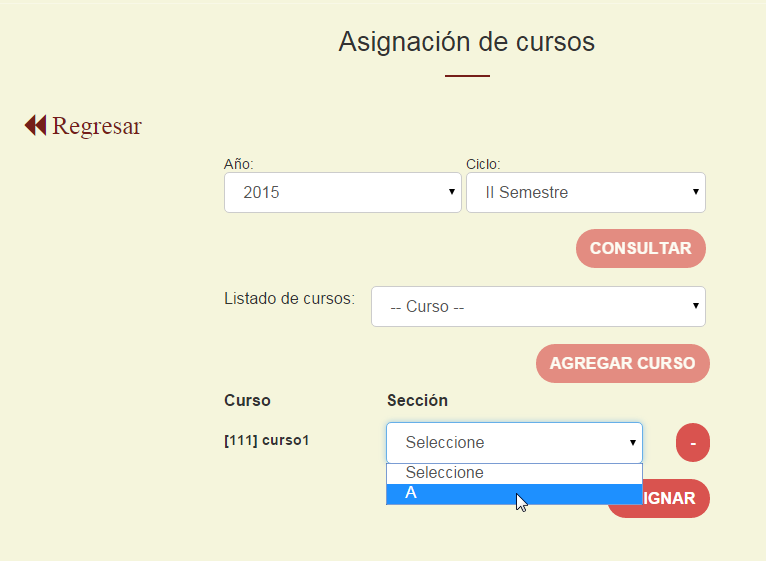 Asignación de cursos
Regresar
Año: Ciclo:
2015 II Semestre
CONSULTAR
Listado de cursos: -- Curso --
AGREGAR CURSO
Curso Sección
[111] curso1 Seleccione -
Seleccione
A
IGNAR